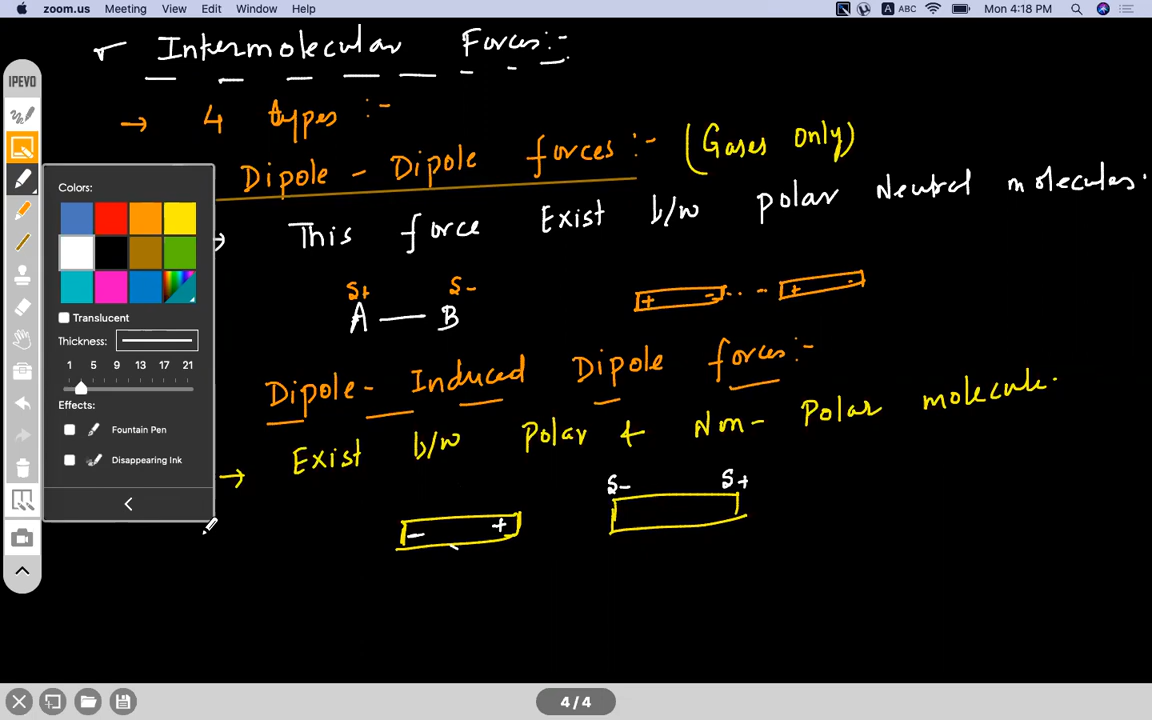 zoom.us Meeting View Edit Window Help A ABC Mon 4:18 PM
Intermolecular Forces:-
IPEVO
→ 4 types :-
Dipole - Dipole forces :- (Gases only)
This force Exist b/w polar Neutral molecules.
δ+ δ-
A — B
+ - ... + -
Dipole - Induced Dipole forces :-
→ Exist b/w polar + Non-Polar molecule.
δ- δ+
- +
Colors:
Translucent
Thickness:
1 5 9 13 17 21
Effects:
Fountain Pen
Disappearing Ink
4/4